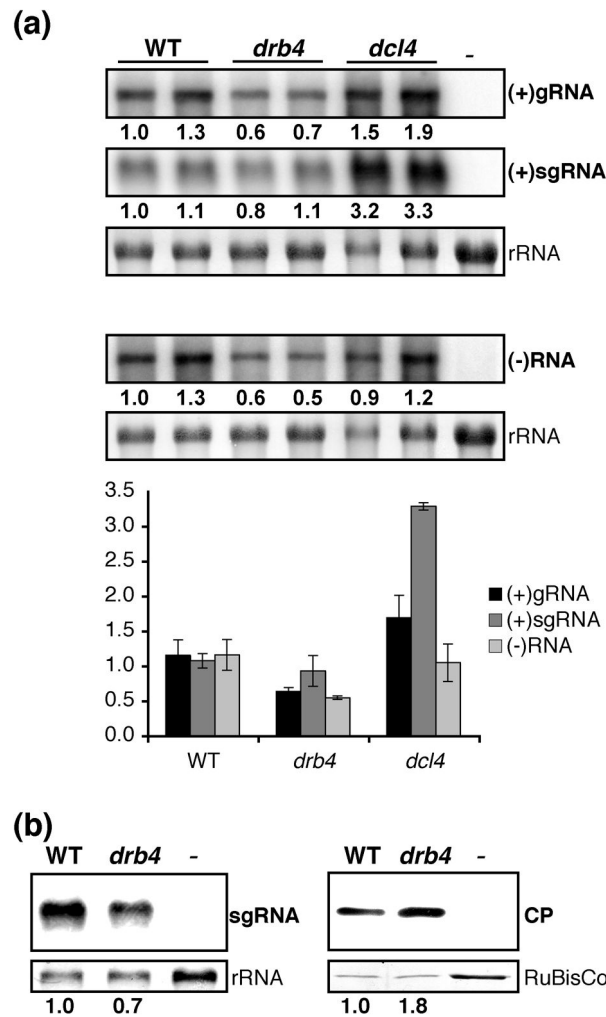 (a)
WT drb4 dcl4 -
(+)gRNA
1.0 1.3 0.6 0.7 1.5 1.9
(+)sgRNA
1.0 1.1 0.8 1.1 3.2 3.3
rRNA
(-)RNA
1.0 1.3 0.6 0.5 0.9 1.2
rRNA
3.5
3.0
2.5
2.0
1.5
1.0
0.5
0.0
(+)gRNA
(+)sgRNA
(-)RNA
WT drb4 dcl4
(b)
WT drb4 -
sgRNA
rRNA
1.0 0.7
WT drb4 -
CP
RuBisCo
1.0 1.8